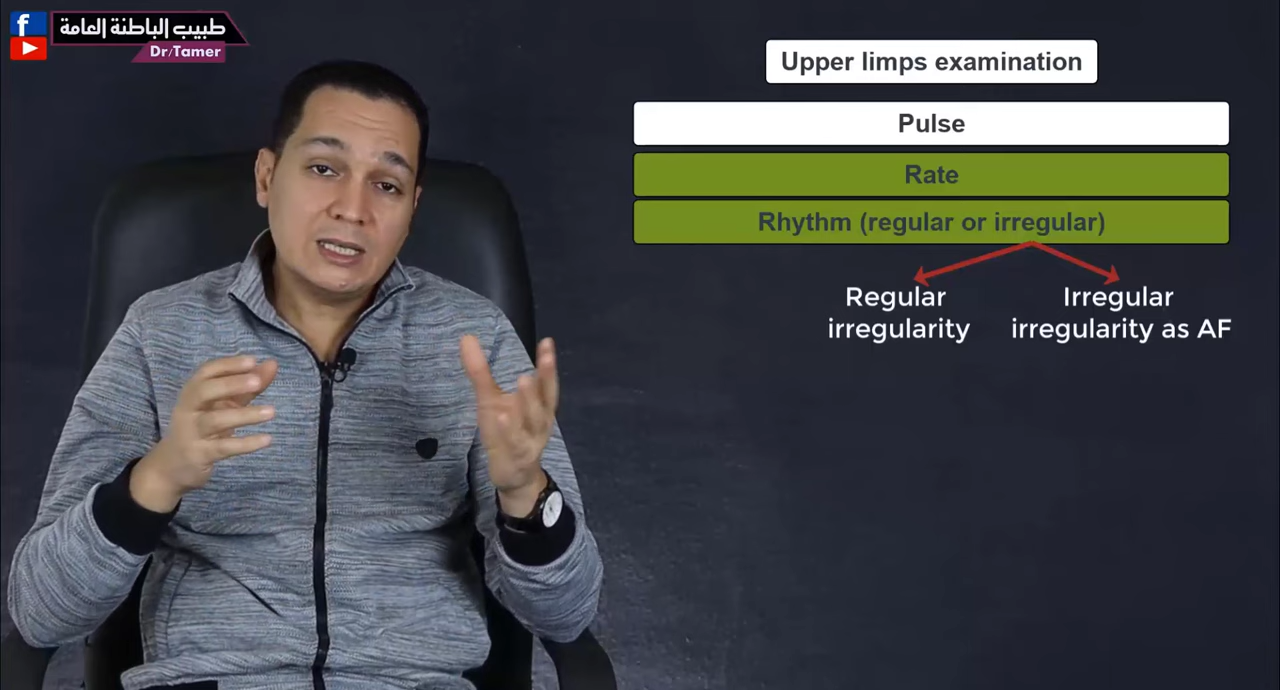 f
طبيب الباطنة العامة
Dr/Tamer
Upper limps examination
Pulse
Rate
Rhythm (regular or irregular)
Regular
irregularity
Irregular
irregularity as AF